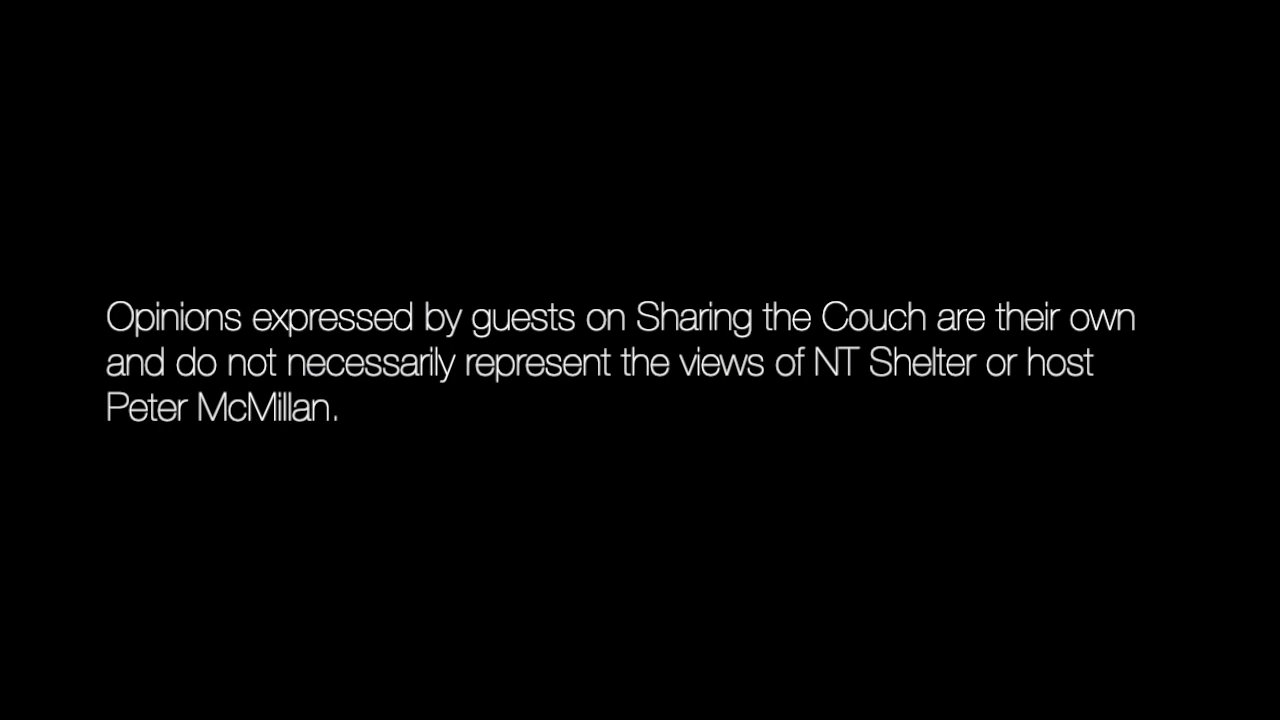 Opinions expressed by guests on Sharing the Couch are their own
and do not necessarily represent the views of NT Shelter or host
Peter McMillan.